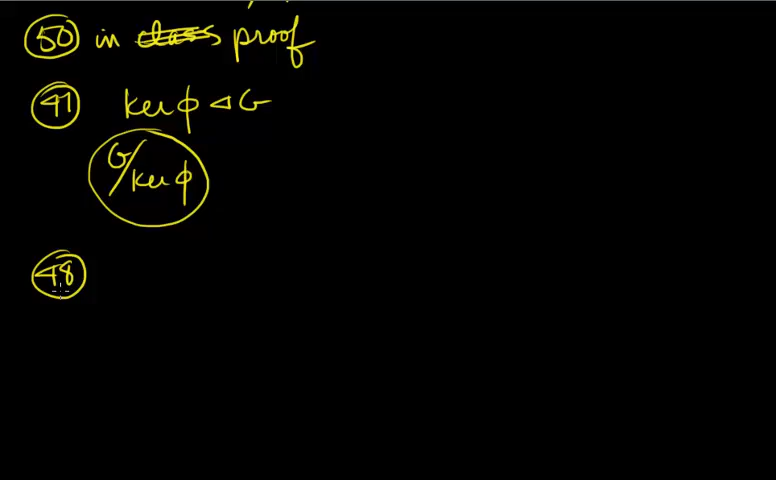 50 in class proof
47 ker φ ⊲ G
G/ker φ
48